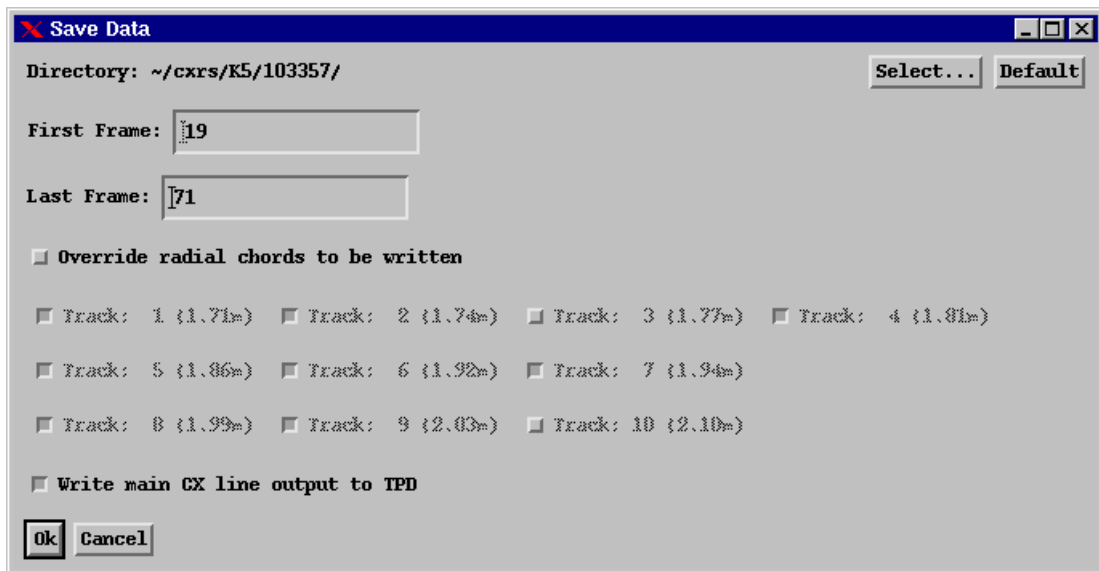 Save Data
Directory: ~/cxrs/K5/103357/ Select... Default
First Frame: 19
Last Frame: 71
Override radial chords to be written
Track: 1 (1.71m) Track: 2 (1.74m) Track: 3 (1.77m) Track: 4 (1.81m)
Track: 5 (1.86m) Track: 6 (1.92m) Track: 7 (1.94m)
Track: 8 (1.99m) Track: 9 (2.03m) Track: 10 (2.10m)
Write main CX line output to TPD
Ok Cancel